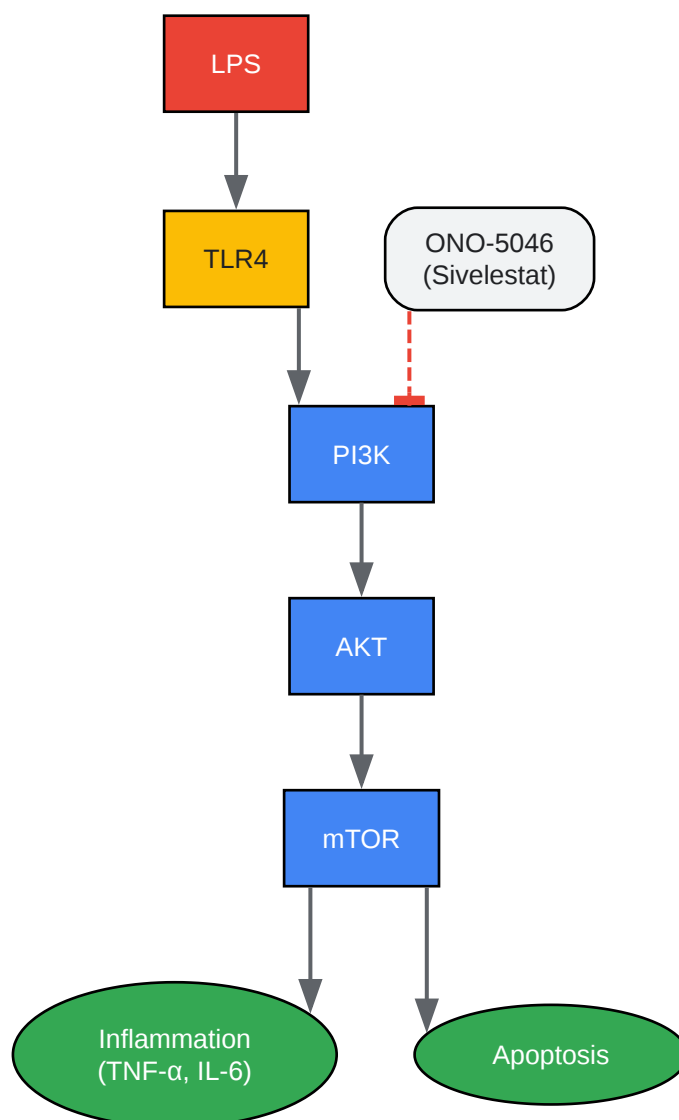 LPS
TLR4
ONO-5046
(Sivelestat)
PI3K
AKT
mTOR
Inflammation
(TNF-α, IL-6)
Apoptosis